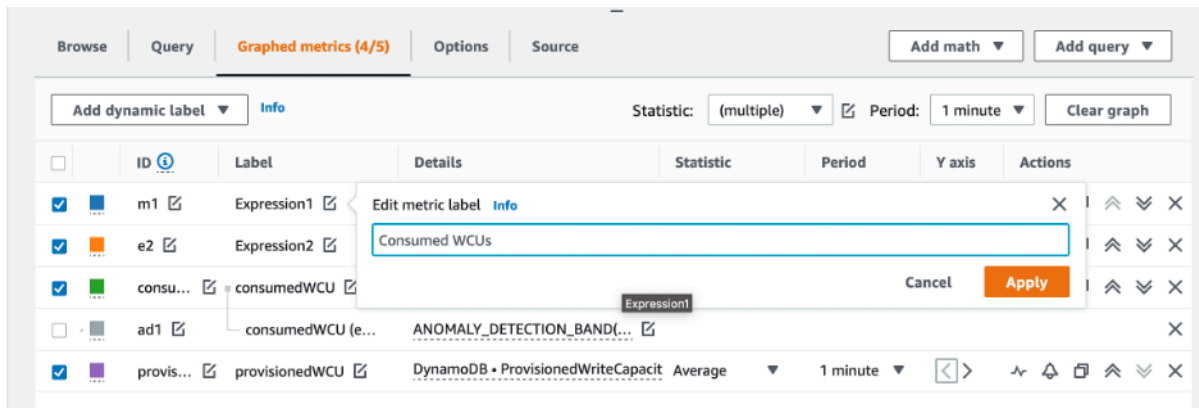 Browse Query Graphed metrics (4/5) Options Source Add math Add query
Add dynamic label Info Statistic: (multiple) Period: 1 minute Clear graph
ID Label Details Statistic Period Y axis Actions
m1 Expression1 Edit metric label Info
Consumed WCUs
e2 Expression2
Cancel Apply
consu... consumedWCU
Expression1
ad1 consumedWCU (e... ANOMALY_DETECTION_BAND(...
provis... provisionedWCU DynamoDB • ProvisionedWriteCapacit Average 1 minute